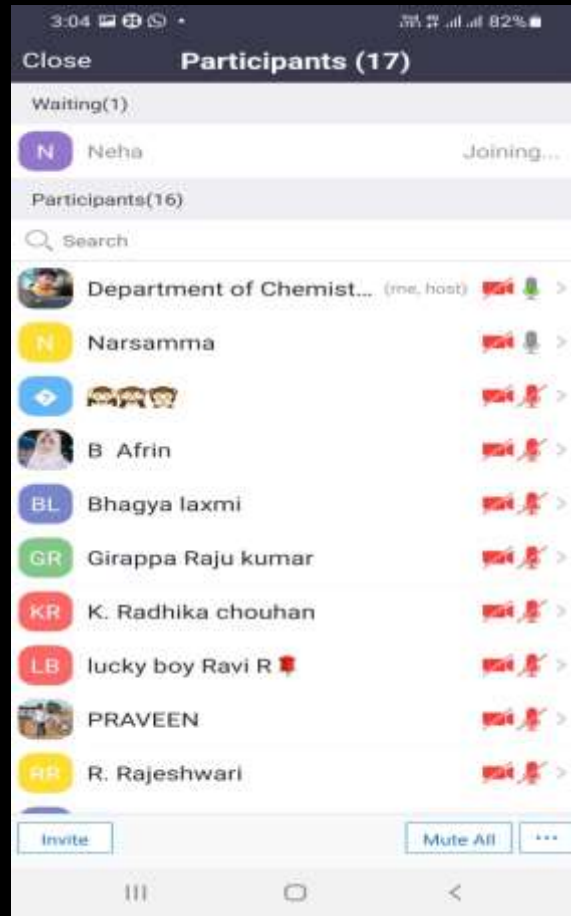 3:04 82%
Close Participants (17)
Waiting(1)
N Neha Joining...
Participants(16)
Search
Department of Chemist... (me, host)
N Narsamma
🙈🙉🙊
B Afrin
BL Bhagya laxmi
GR Girappa Raju kumar
KR K. Radhika chouhan
LB lucky boy Ravi R🌹
PRAVEEN
RR R. Rajeshwari
Invite Mute All ...